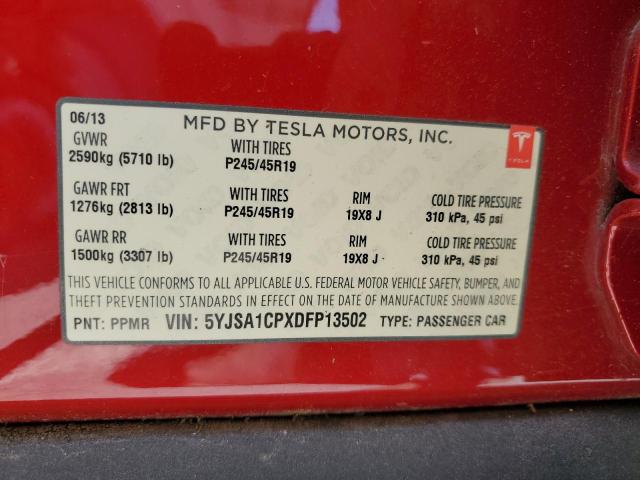 06/13
MFD BY TESLA MOTORS, INC.
GVWR WITH TIRES
2590kg (5710 lb) P245/45R19
TESLA
GAWR FRT WITH TIRES RIM COLD TIRE PRESSURE
1276kg (2813 lb) P245/45R19 19X8 J 310 kPa, 45 psi
GAWR RR WITH TIRES RIM COLD TIRE PRESSURE
1500kg (3307 lb) P245/45R19 19X8 J 310 kPa, 45 psi
THIS VEHICLE CONFORMS TO ALL APPLICABLE U.S. FEDERAL MOTOR VEHICLE SAFETY, BUMPER, AND
THEFT PREVENTION STANDARDS IN EFFECT ON THE DATE OF MANUFACTURE SHOWN ABOVE.
PNT: PPMR VIN: 5YJSA1CPXDFP13502 TYPE: PASSENGER CAR